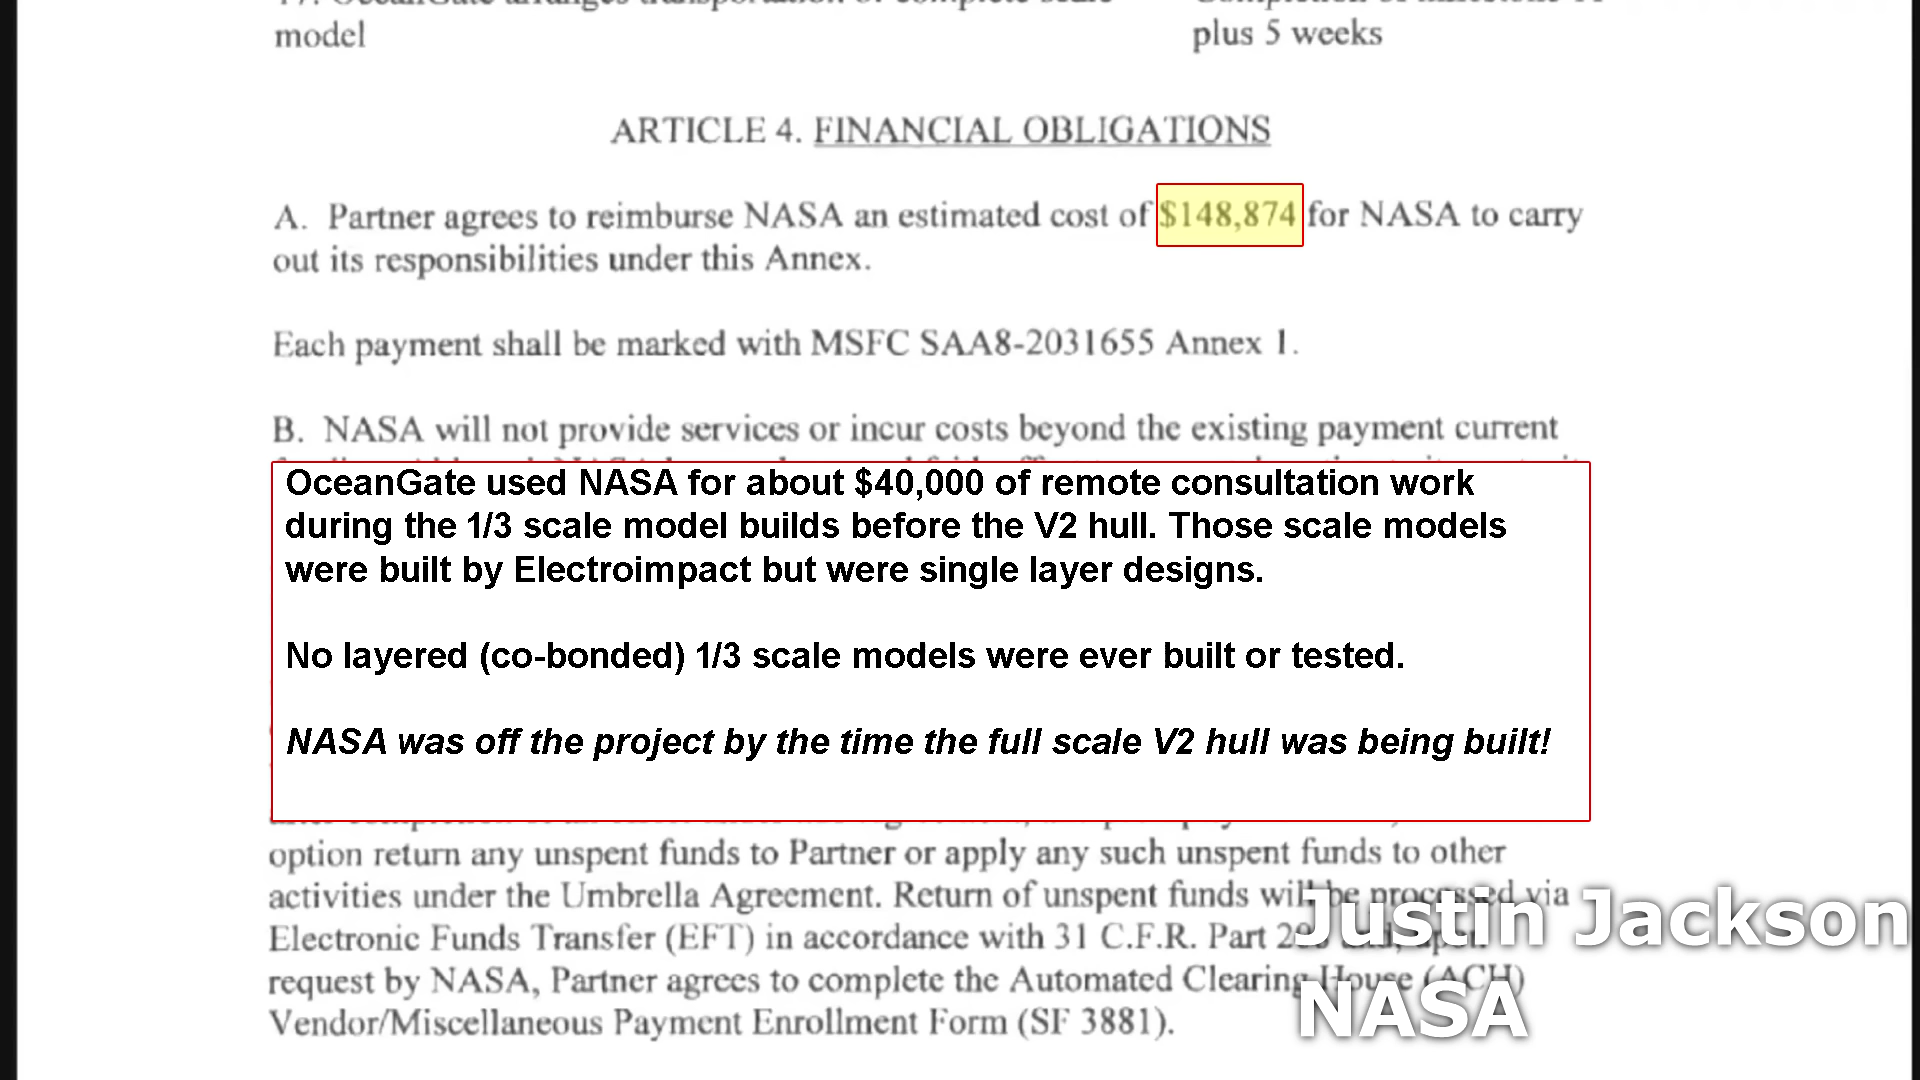 model
plus 5 weeks
ARTICLE 4. FINANCIAL OBLIGATIONS
A. Partner agrees to reimburse NASA an estimated cost of $148,874 for NASA to carry
out its responsibilities under this Annex.
Each payment shall be marked with MSFC SAA8-2031655 Annex 1.
B. NASA will not provide services or incur costs beyond the existing payment current
OceanGate used NASA for about $40,000 of remote consultation work
during the 1/3 scale model builds before the V2 hull. Those scale models
were built by Electroimpact but were single layer designs.
No layered (co-bonded) 1/3 scale models were ever built or tested.
NASA was off the project by the time the full scale V2 hull was being built!
option return any unspent funds to Partner or apply any such unspent funds to other
activities under the Umbrella Agreement. Return of unspent funds will be processed via
Electronic Funds Transfer (EFT) in accordance with 31 C.F.R. Part
request by NASA, Partner agrees to complete the Automated Clearing House (ACH)
Vendor/Miscellaneous Payment Enrollment Form (SF 3881).
Justin Jackson
NASA